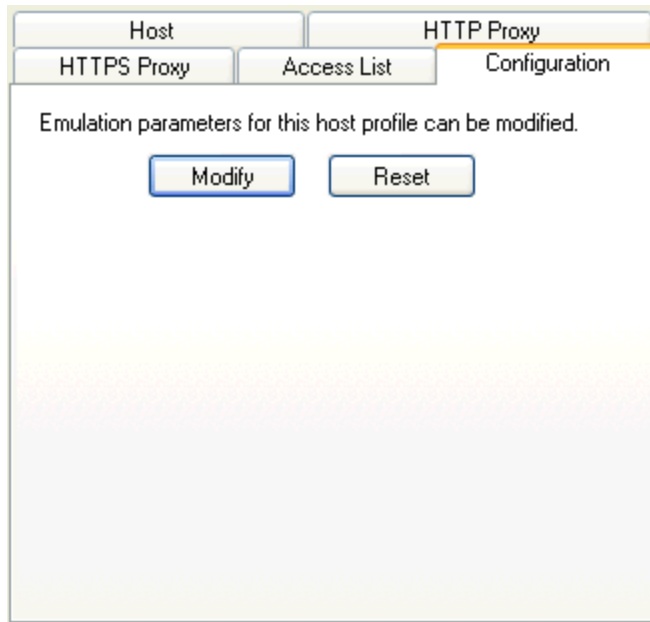 Host
HTTP Proxy
HTTPS Proxy
Access List
Configuration
Emulation parameters for this host profile can be modified.
Modify
Reset